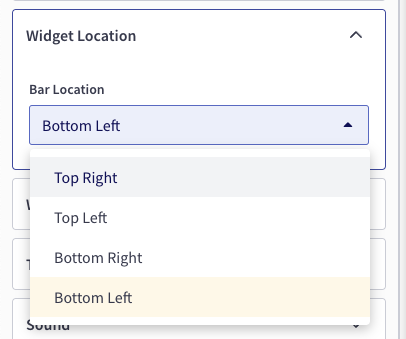 Widget Location
Bar Location
Bottom Left
Top Right
Top Left
Bottom Right
Bottom Left
Sound